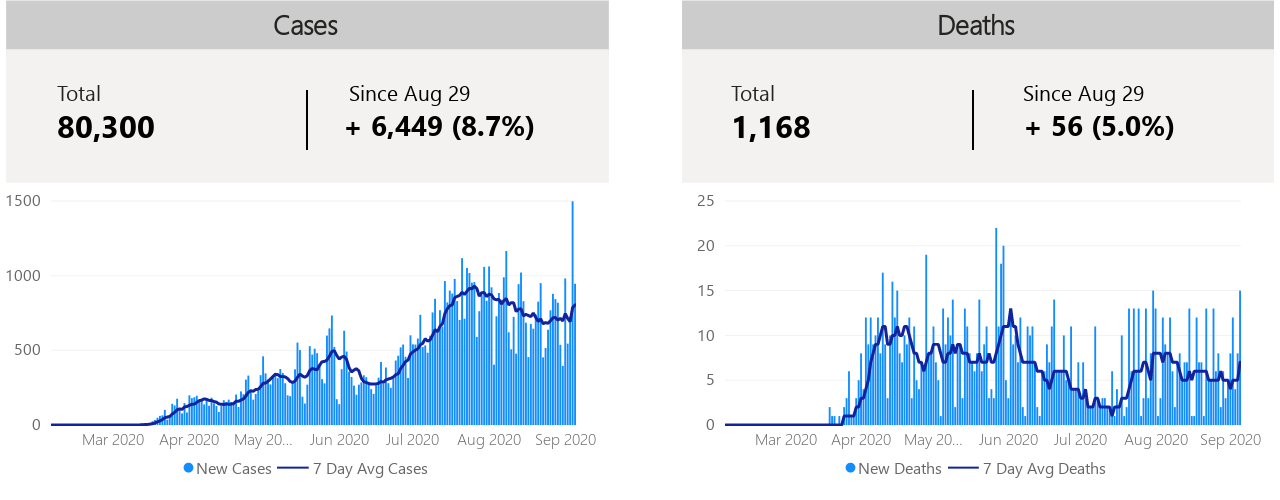 Cases
Total
80,300
Since Aug 29
+ 6,449 (8.7%)
1500
1000
500
0
Mar 2020 Apr 2020 May 20... Jun 2020 Jul 2020 Aug 2020 Sep 2020
New Cases 7 Day Avg Cases
Deaths
Total
1,168
Since Aug 29
+ 56 (5.0%)
25
20
15
10
5
0
Mar 2020 Apr 2020 May 20... Jun 2020 Jul 2020 Aug 2020 Sep 2020
New Deaths 7 Day Avg Deaths